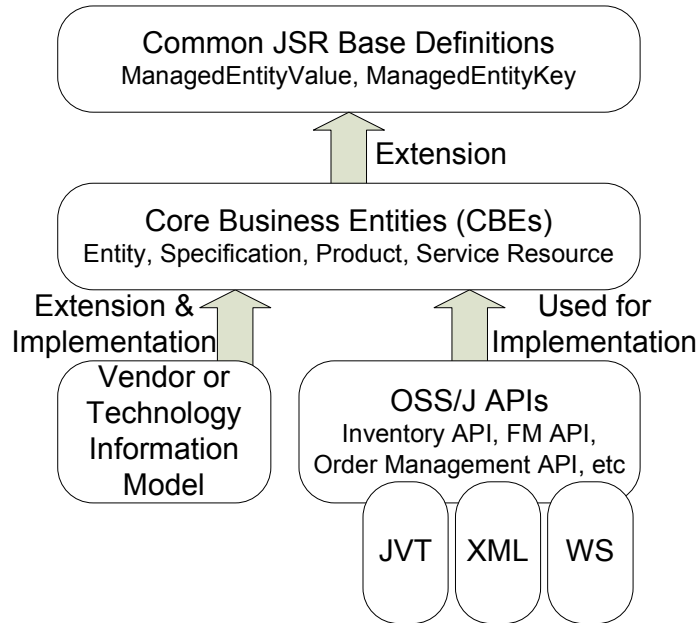 Common JSR Base Definitions
ManagedEntityValue, ManagedEntityKey
Extension
Core Business Entities (CBEs)
Entity, Specification, Product, Service Resource
Extension &
Implementation
Used for
Implementation
Vendor or
Technology
Information
Model
OSS/J APIs
Inventory API, FM API,
Order Management API, etc
JVT
XML
WS